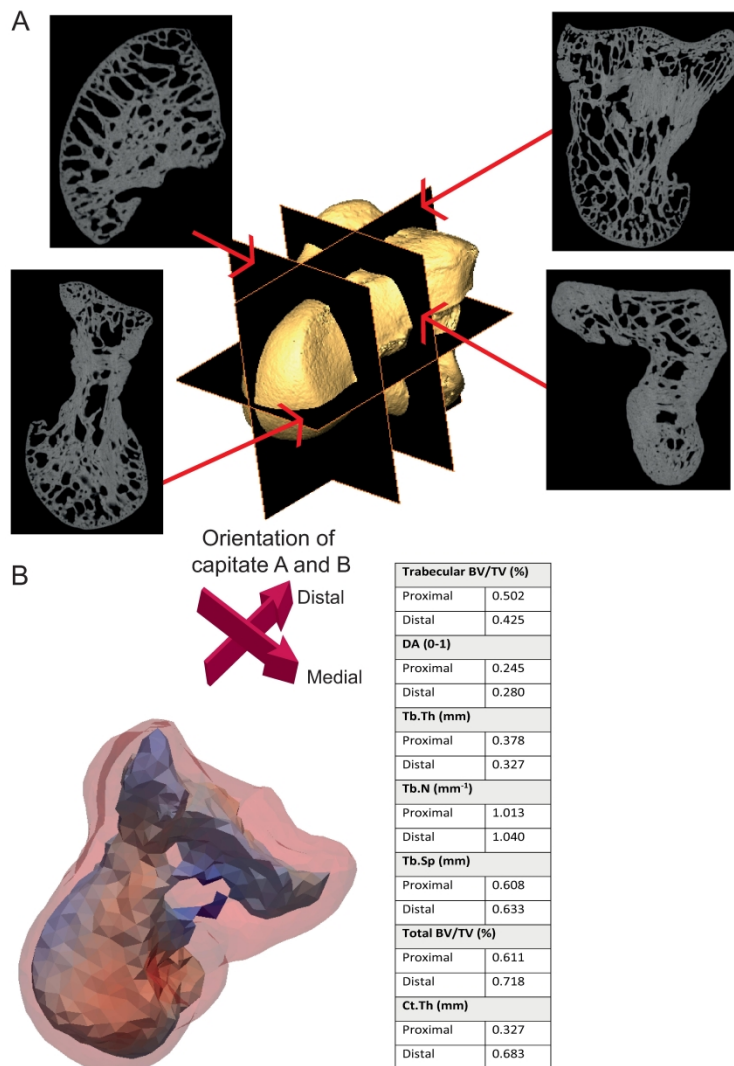 A
Orientation of
capitate A and B
Distal
Medial
B
Trabecular BV/TV (%)
Proximal 0.502
Distal 0.425
DA (0-1)
Proximal 0.245
Distal 0.280
Tb.Th (mm)
Proximal 0.378
Distal 0.327
Tb.N (mm⁻¹)
Proximal 1.013
Distal 1.040
Tb.Sp (mm)
Proximal 0.608
Distal 0.633
Total BV/TV (%)
Proximal 0.611
Distal 0.718
Ct.Th (mm)
Proximal 0.327
Distal 0.683